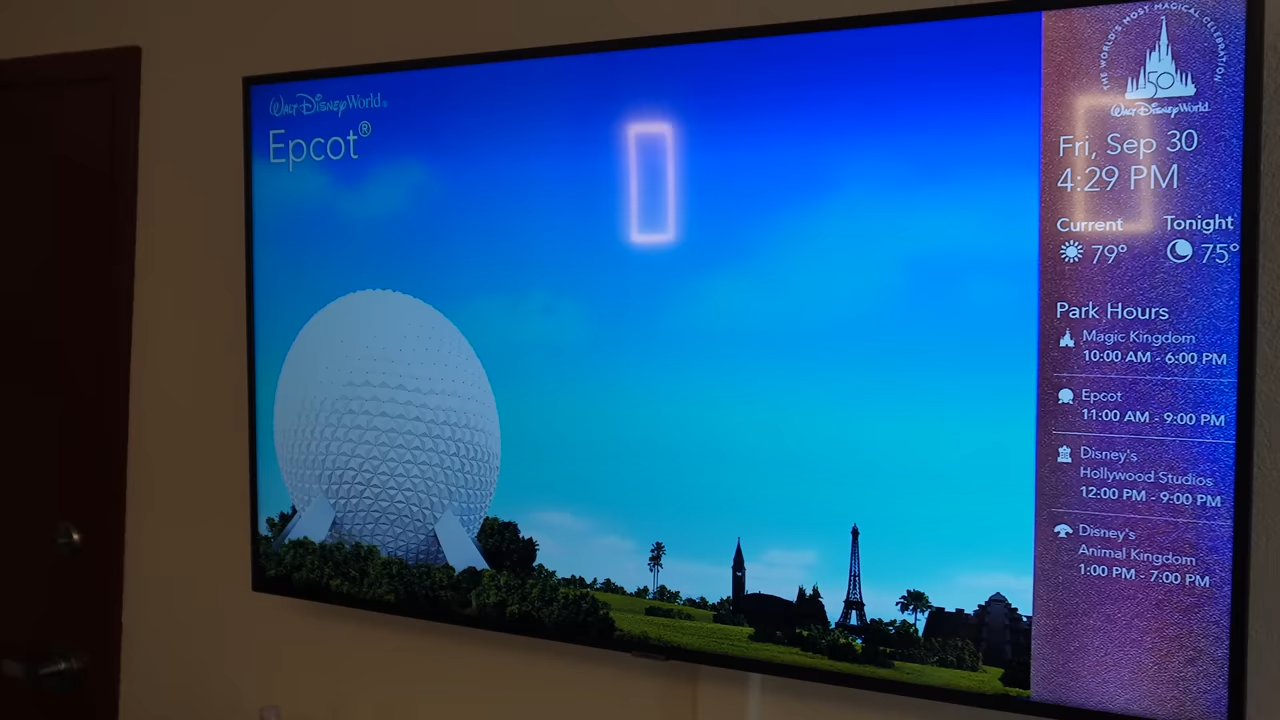 Walt Disney World®
Epcot®
THE WORLD'S MOST MAGICAL CELEBRATION
50
Walt Disney World
Fri, Sep 30
4:29 PM
Current Tonight
79° 75°
Park Hours
Magic Kingdom
10:00 AM - 6:00 PM
Epcot
11:00 AM - 9:00 PM
Disney's
Hollywood Studios
12:00 PM - 9:00 PM
Disney's
Animal Kingdom
1:00 PM - 7:00 PM